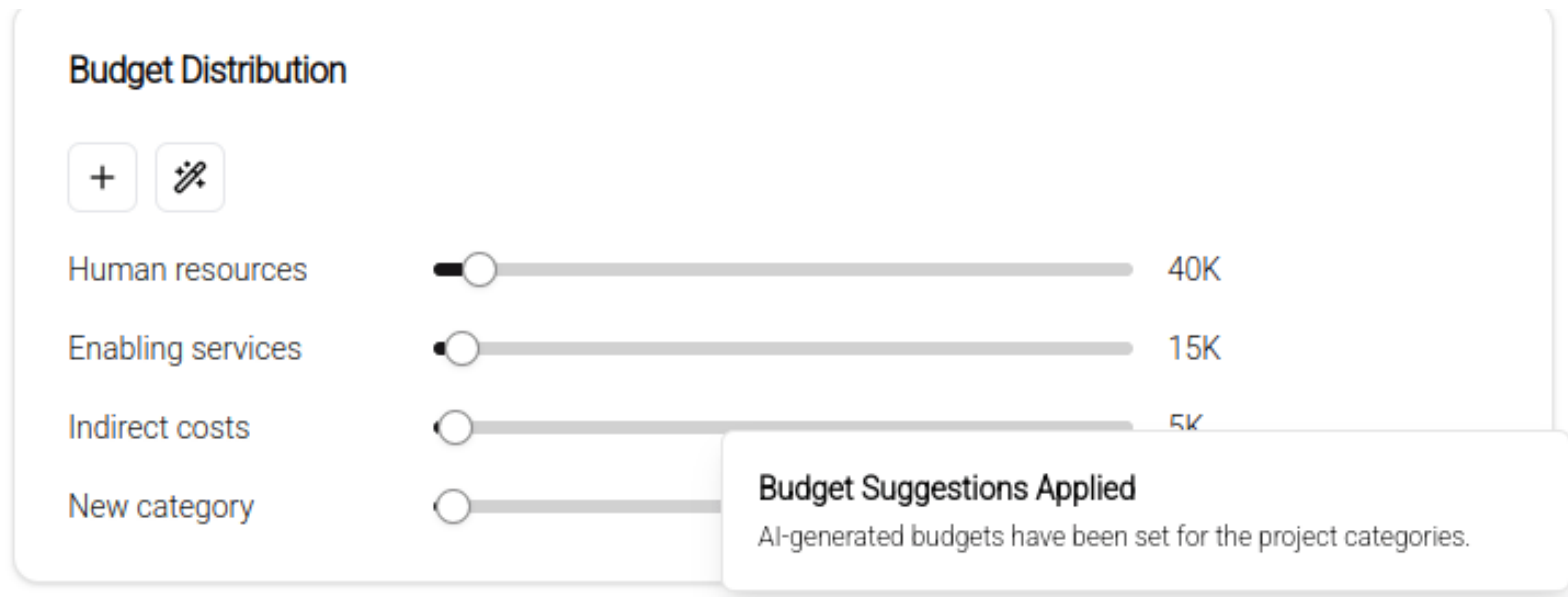 Budget Distribution
Human resources 40K
Enabling services 15K
Indirect costs 5K
New category
Budget Suggestions Applied
AI-generated budgets have been set for the project categories.